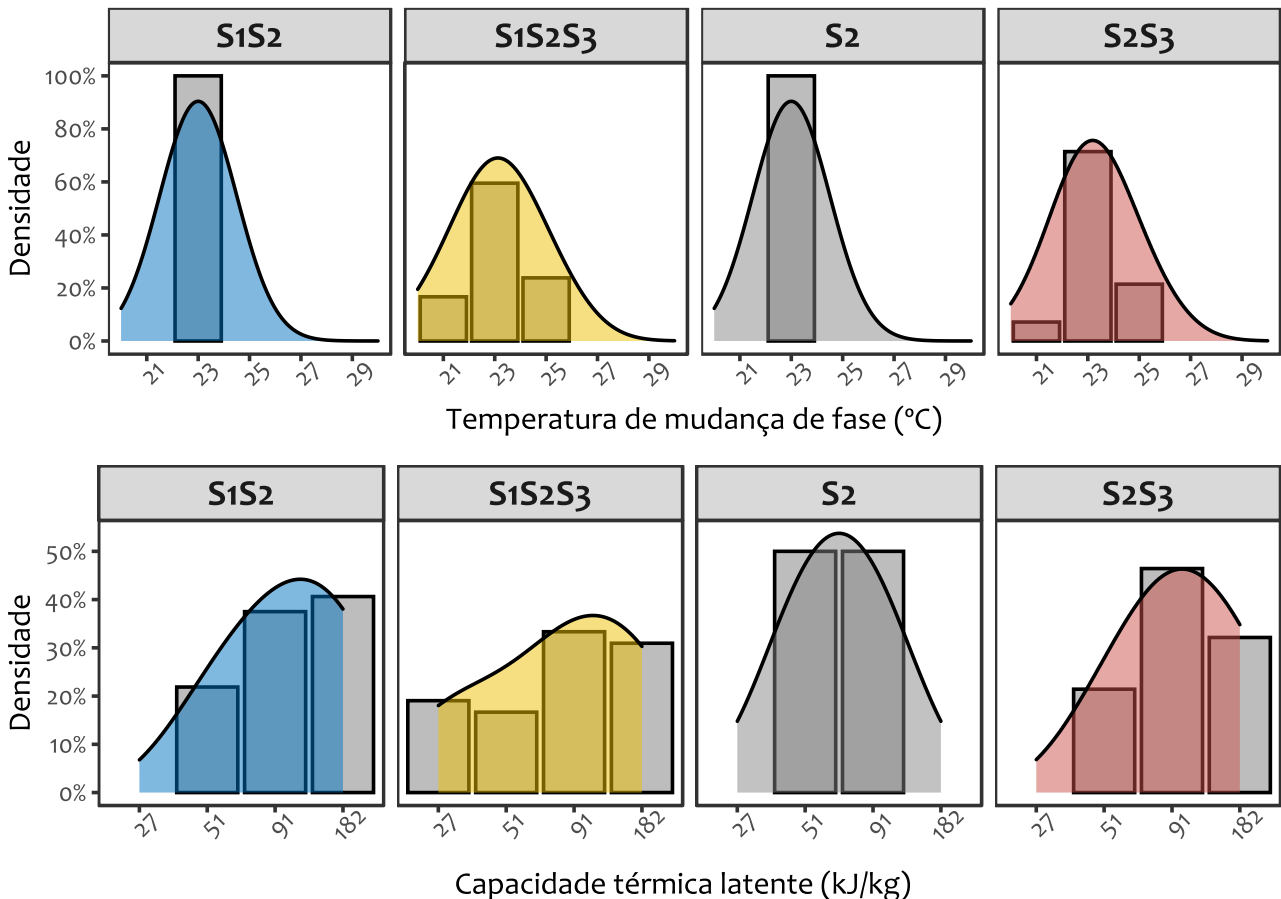 S1S2 S1S2S3 S2 S2S3
100%
80%
60%
40%
20%
0%
Densidade
21 23 25 27 29 21 23 25 27 29 21 23 25 27 29 21 23 25 27 29
Temperatura de mudança de fase (ºC)
S1S2 S1S2S3 S2 S2S3
50%
40%
30%
20%
10%
0%
Densidade
27 51 91 182 27 51 91 182 27 51 91 182 27 51 91 182
Capacidade térmica latente (kJ/kg)